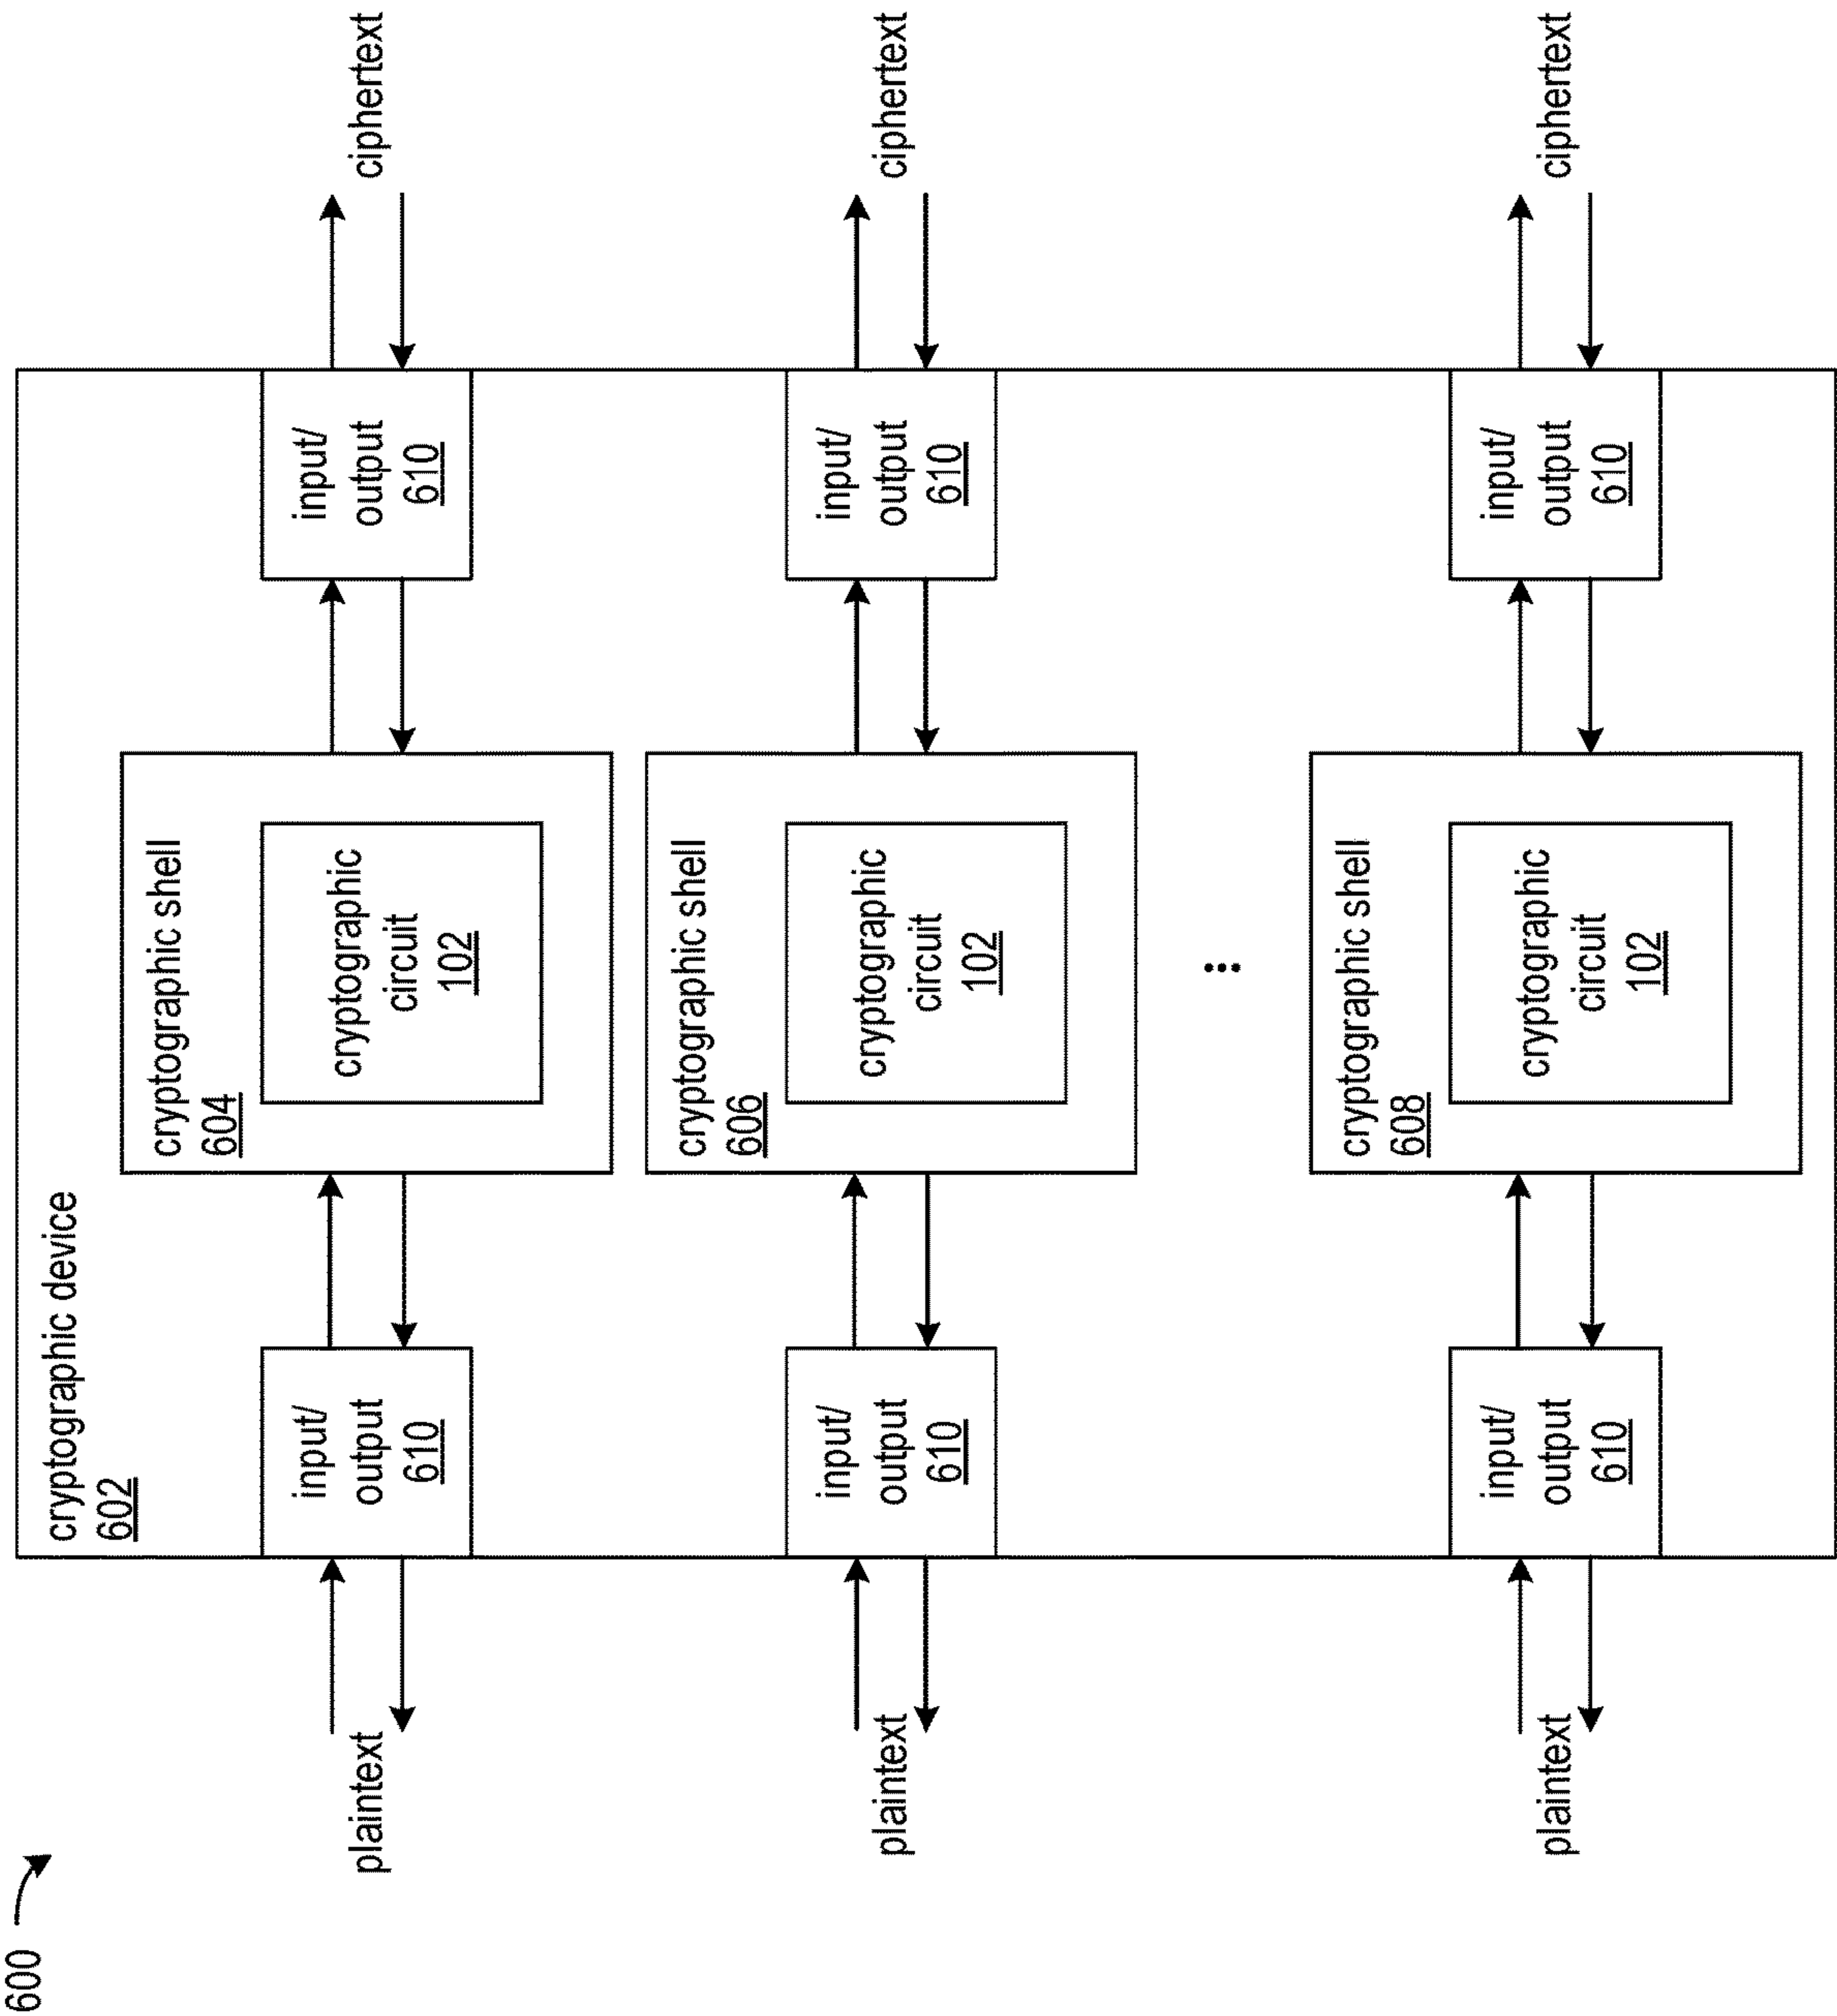 600
cryptographic device
602
plaintext
input/
output
610
cryptographic shell
604
cryptographic
circuit
102
input/
output
610
ciphertext
plaintext
input/
output
610
cryptographic shell
606
cryptographic
circuit
102
input/
output
610
ciphertext
...
plaintext
input/
output
610
cryptographic shell
608
cryptographic
circuit
102
input/
output
610
ciphertext